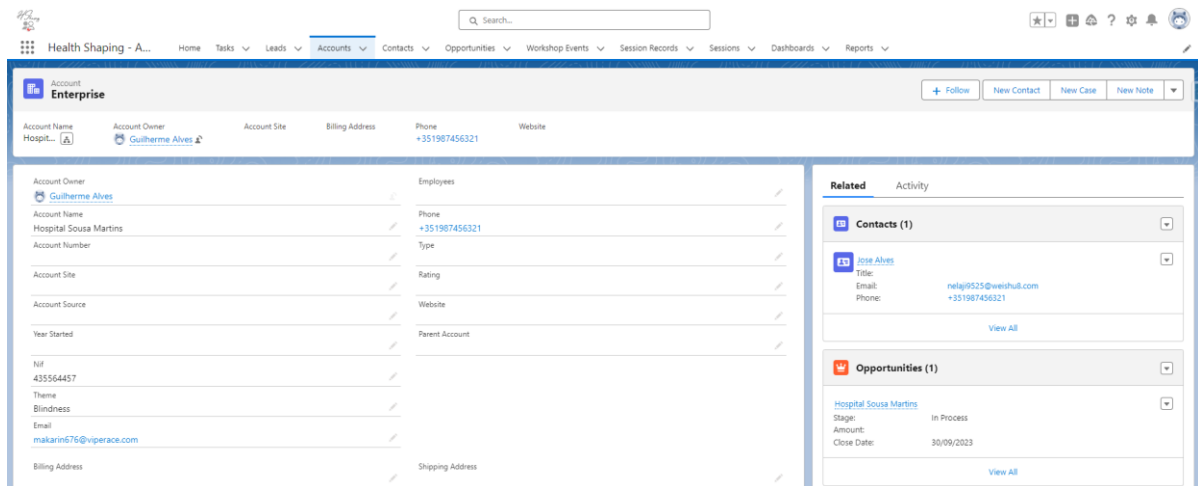 Search...
Health Shaping - A... Home Tasks Leads Accounts Contacts Opportunities Workshop Events Session Records Sessions Dashboards Reports
Account
Enterprise
+ Follow New Contact New Case New Note
Account Name Account Owner Account Site Billing Address Phone Website
Hospit... Guilherme Alves +351987456321
Account Owner
Guilherme Alves
Account Name
Hospital Sousa Martins
Account Number
Account Site
Account Source
Year Started
Nif
435564457
Theme
Blindness
Email
makarin676@viperace.com
Billing Address
Employees
Phone
+351987456321
Type
Rating
Website
Parent Account
Shipping Address
Related Activity
Contacts (1)
Jose Alves
Title:
Email: nelaji9525@weishu8.com
Phone: +351987456321
View All
Opportunities (1)
Hospital Sousa Martins
Stage: In Process
Amount:
Close Date: 30/09/2023
View All